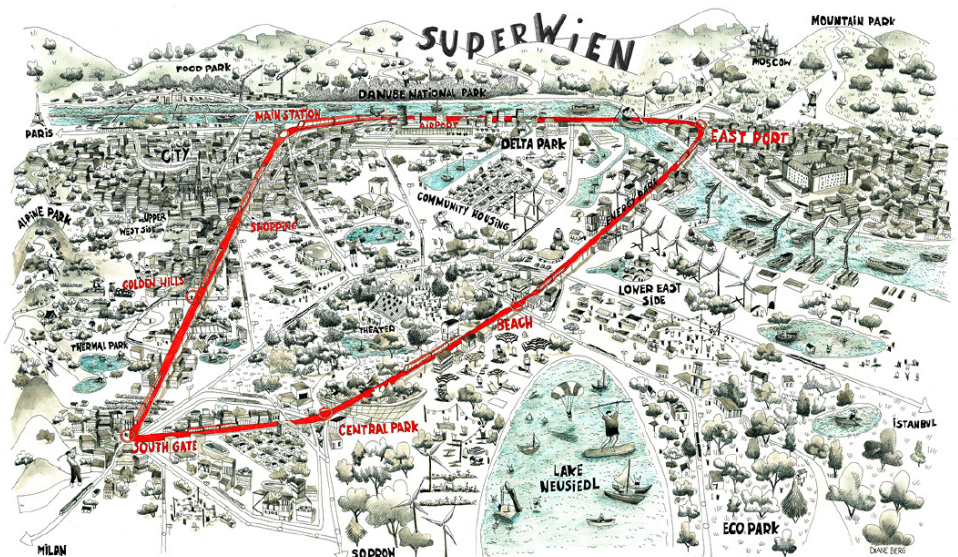 SUPERWiEN
MOUNTAIN PARK
FOOD PARK
MOSCOW
DANUBE NATIONAL PARK
MAIN STATION
AIRPORT
PARiS
EAST PORT
DELTA PARK
CiTY
ENERGY PARK
COMMUNITY HOUSING
ALPINE PARK
UPPER
WEST SIDE
SHOPPING
GOLDEN HILLS
LOWER EAST
SIDE
BEACH
THEATER
THERMAL PARK
CENTRAL PARK
iSTANBUL
SOUTH GATE
LAKE
NEUSiEDL
ECO PARK
MiLAN
SOPRON
DIANE BERG